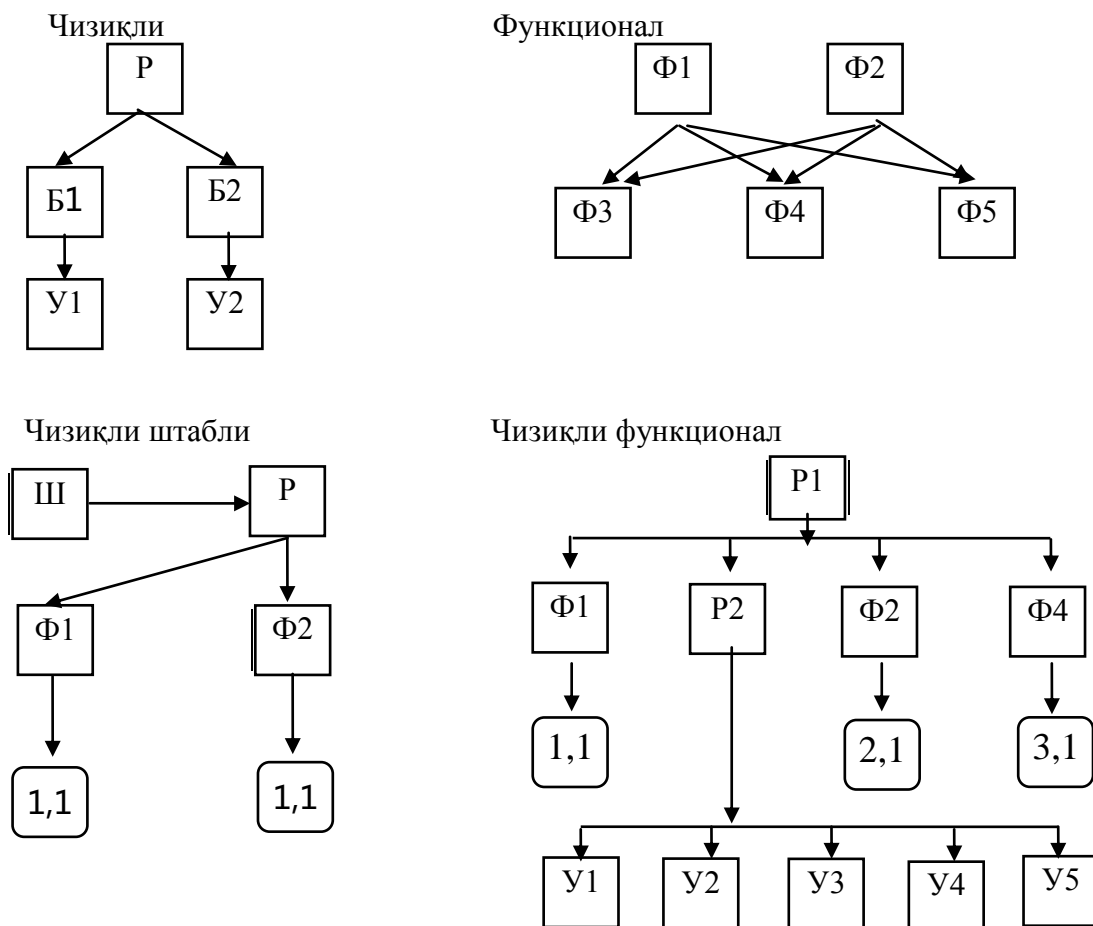 Чизиқли
Р
Б1
Б2
У1
У2
Функционал
Ф1
Ф2
Ф3
Ф4
Ф5
Чизиқли штабли
Ш
Р
Ф1
Ф2
1,1
1,1
Чизиқли функционал
Р1
Ф1
Р2
Ф2
Ф4
1,1
2,1
3,1
У1
У2
У3
У4
У5